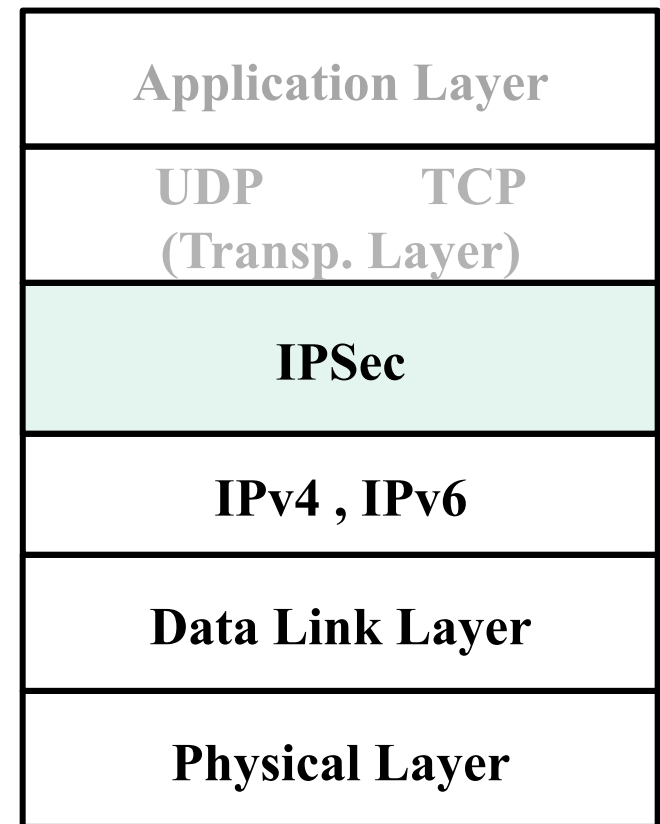 Application Layer
UDP TCP
(Transp. Layer)
IPSec
IPv4 , IPv6
Data Link Layer
Physical Layer